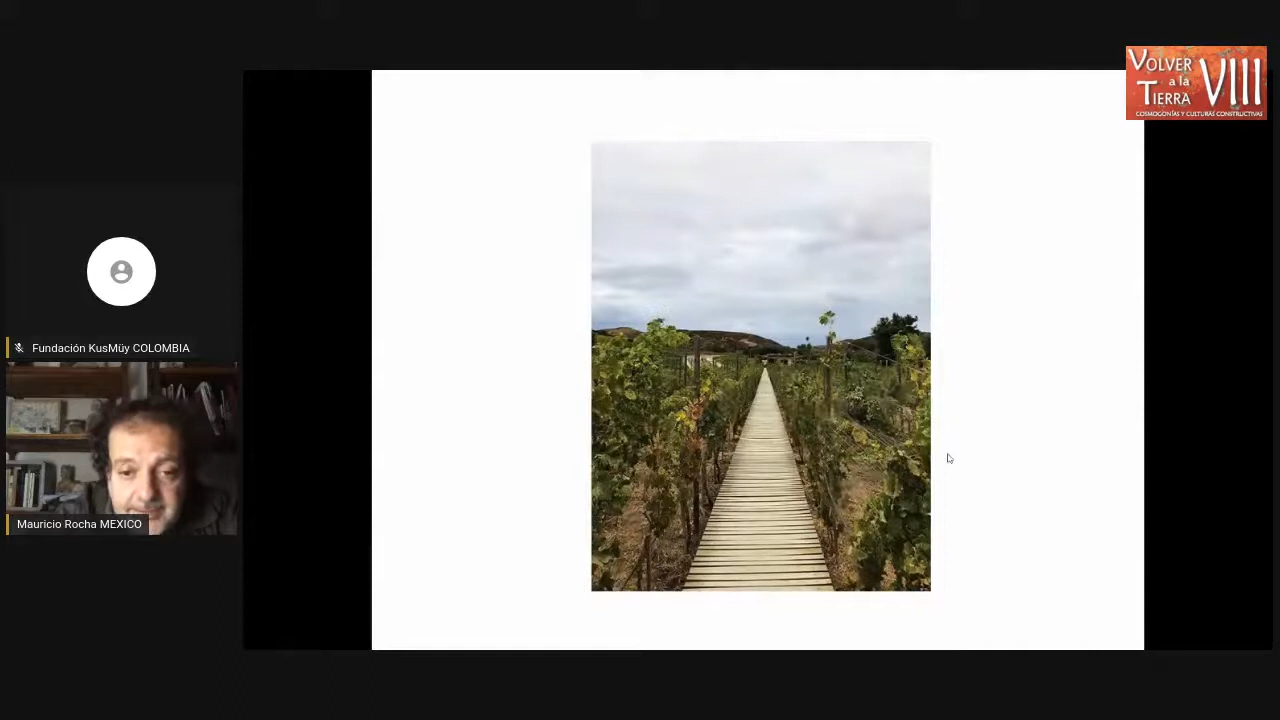 VOLVER
a la
TIERRA
VIII
COSMOGONÍAS Y CULTURAS CONSTRUCTIVAS
Fundación KusMüy COLOMBIA
Mauricio Rocha MEXICO